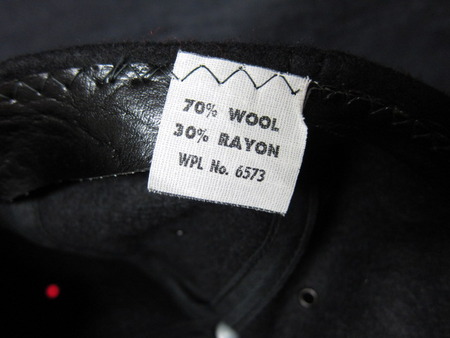 70% WOOL
30% RAYON
WPL No. 6573